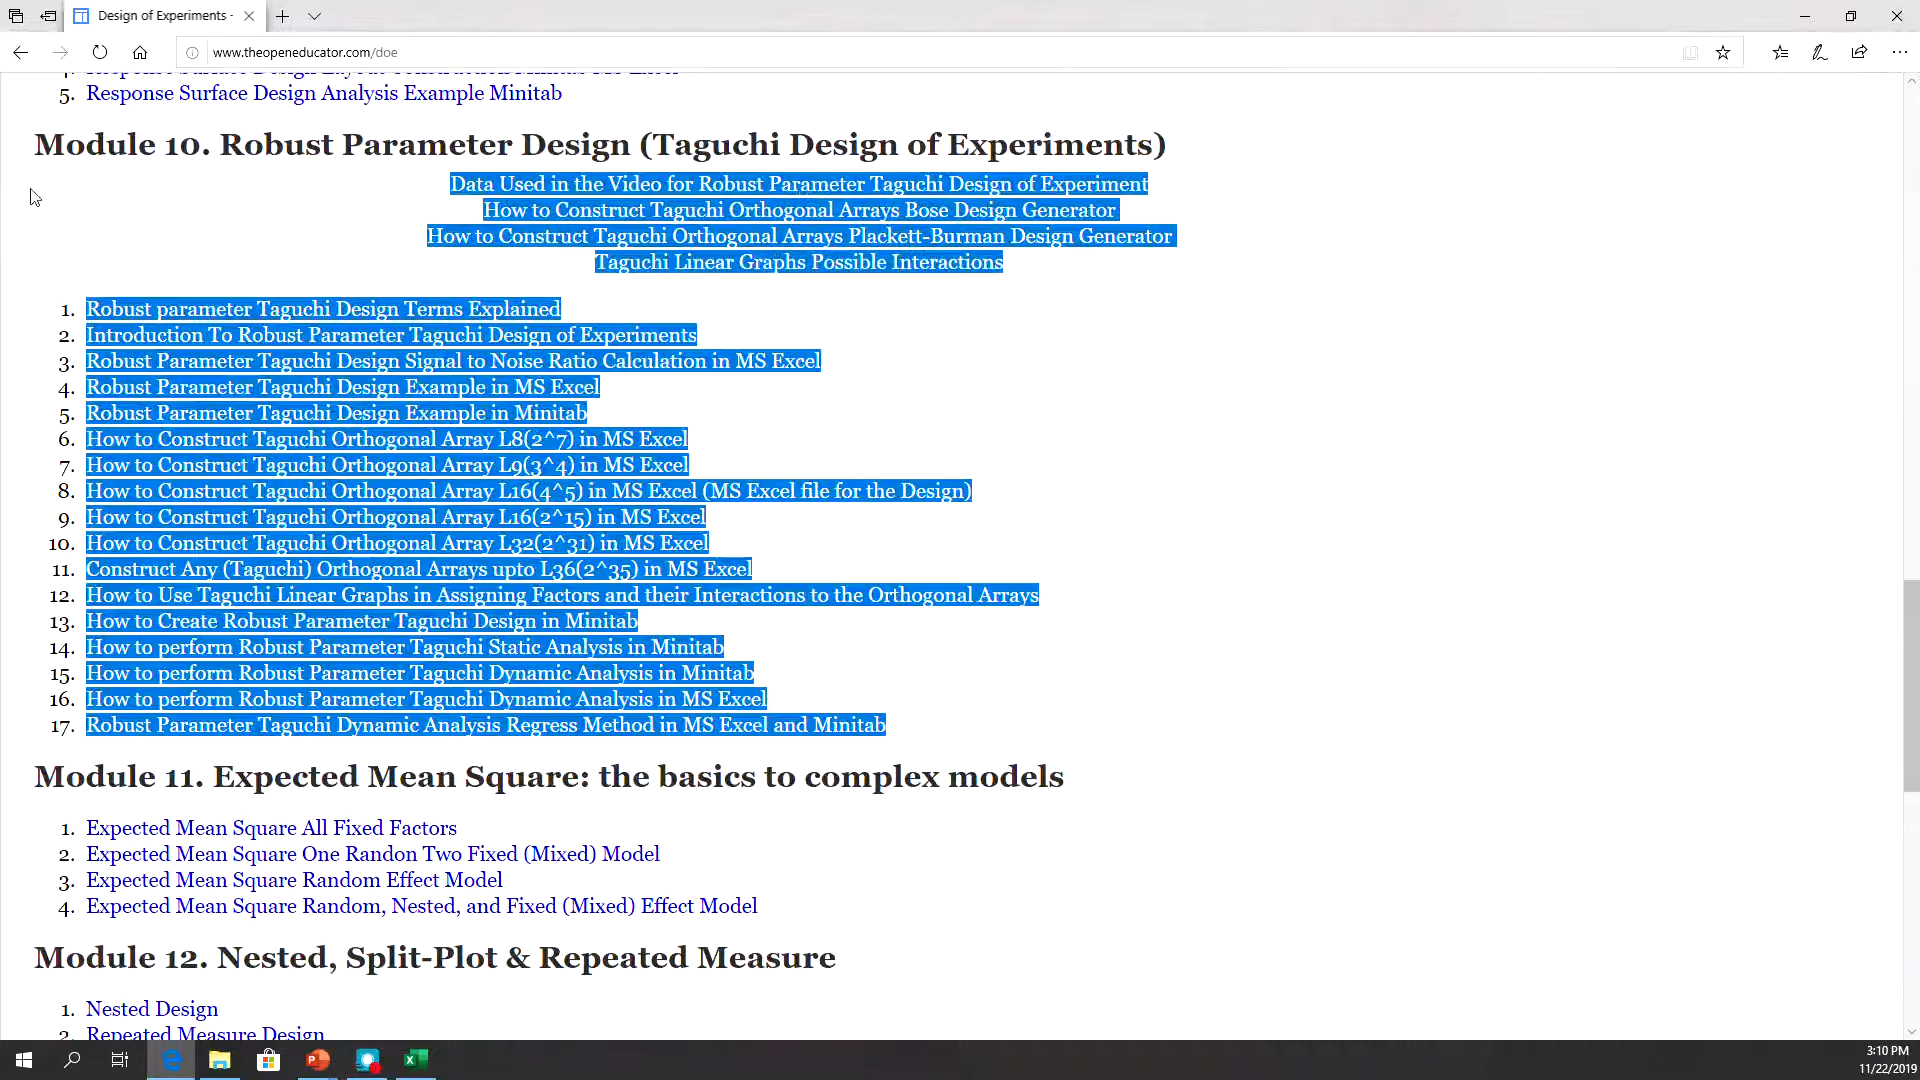 Design of Experiments -
www.theopeneducator.com/doe
4. Response Surface Design Layout Construction Minitab MS Excel
5. Response Surface Design Analysis Example Minitab
Module 10. Robust Parameter Design (Taguchi Design of Experiments)
Data Used in the Video for Robust Parameter Taguchi Design of Experiment
How to Construct Taguchi Orthogonal Arrays Bose Design Generator
How to Construct Taguchi Orthogonal Arrays Plackett-Burman Design Generator
Taguchi Linear Graphs Possible Interactions
1. Robust parameter Taguchi Design Terms Explained
2. Introduction To Robust Parameter Taguchi Design of Experiments
3. Robust Parameter Taguchi Design Signal to Noise Ratio Calculation in MS Excel
4. Robust Parameter Taguchi Design Example in MS Excel
5. Robust Parameter Taguchi Design Example in Minitab
6. How to Construct Taguchi Orthogonal Array L8(2^7) in MS Excel
7. How to Construct Taguchi Orthogonal Array L9(3^4) in MS Excel
8. How to Construct Taguchi Orthogonal Array L16(4^5) in MS Excel (MS Excel file for the Design)
9. How to Construct Taguchi Orthogonal Array L16(2^15) in MS Excel
10. How to Construct Taguchi Orthogonal Array L32(2^31) in MS Excel
11. Construct Any (Taguchi) Orthogonal Arrays upto L36(2^35) in MS Excel
12. How to Use Taguchi Linear Graphs in Assigning Factors and their Interactions to the Orthogonal Arrays
13. How to Create Robust Parameter Taguchi Design in Minitab
14. How to perform Robust Parameter Taguchi Static Analysis in Minitab
15. How to perform Robust Parameter Taguchi Dynamic Analysis in Minitab
16. How to perform Robust Parameter Taguchi Dynamic Analysis in MS Excel
17. Robust Parameter Taguchi Dynamic Analysis Regress Method in MS Excel and Minitab
Module 11. Expected Mean Square: the basics to complex models
1. Expected Mean Square All Fixed Factors
2. Expected Mean Square One Randon Two Fixed (Mixed) Model
3. Expected Mean Square Random Effect Model
4. Expected Mean Square Random, Nested, and Fixed (Mixed) Effect Model
Module 12. Nested, Split-Plot & Repeated Measure
1. Nested Design
2. Repeated Measure Design
3:10 PM
11/22/2019